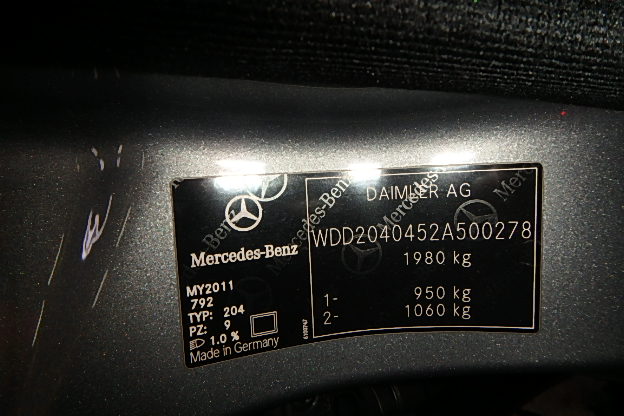 Mercedes-Benz
MY2011
792
TYP: 204
PZ: 9
1.0 %
Made in Germany
DAIMLER AG
WDD2040452A500278
1980 kg
1- 950 kg
2- 1060 kg